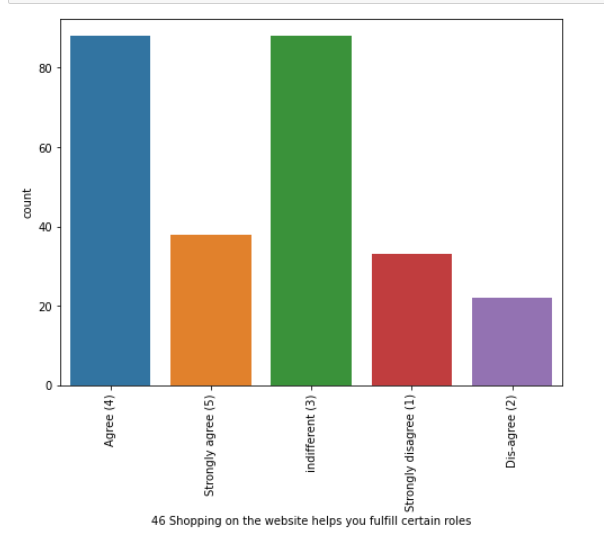 80
60
40
20
0
count
Agree (4)
Strongly agree (5)
indifferent (3)
Strongly disagree (1)
Dis-agree (2)
46 Shopping on the website helps you fulfill certain roles